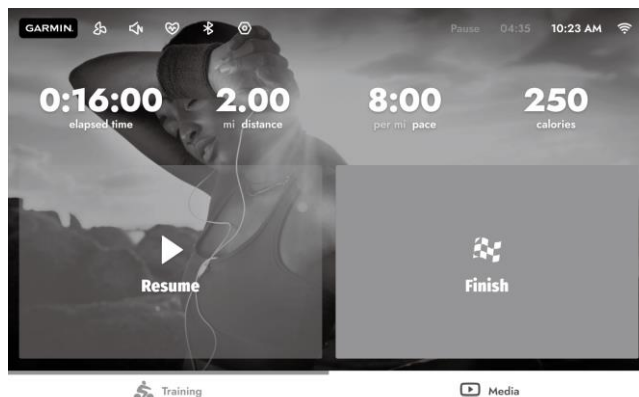 GARMIN.
Pause 04:35 10:23 AM
0:16:00 2.00 8:00 250
elapsed time mi distance per mi pace calories
Resume Finish
Training Media